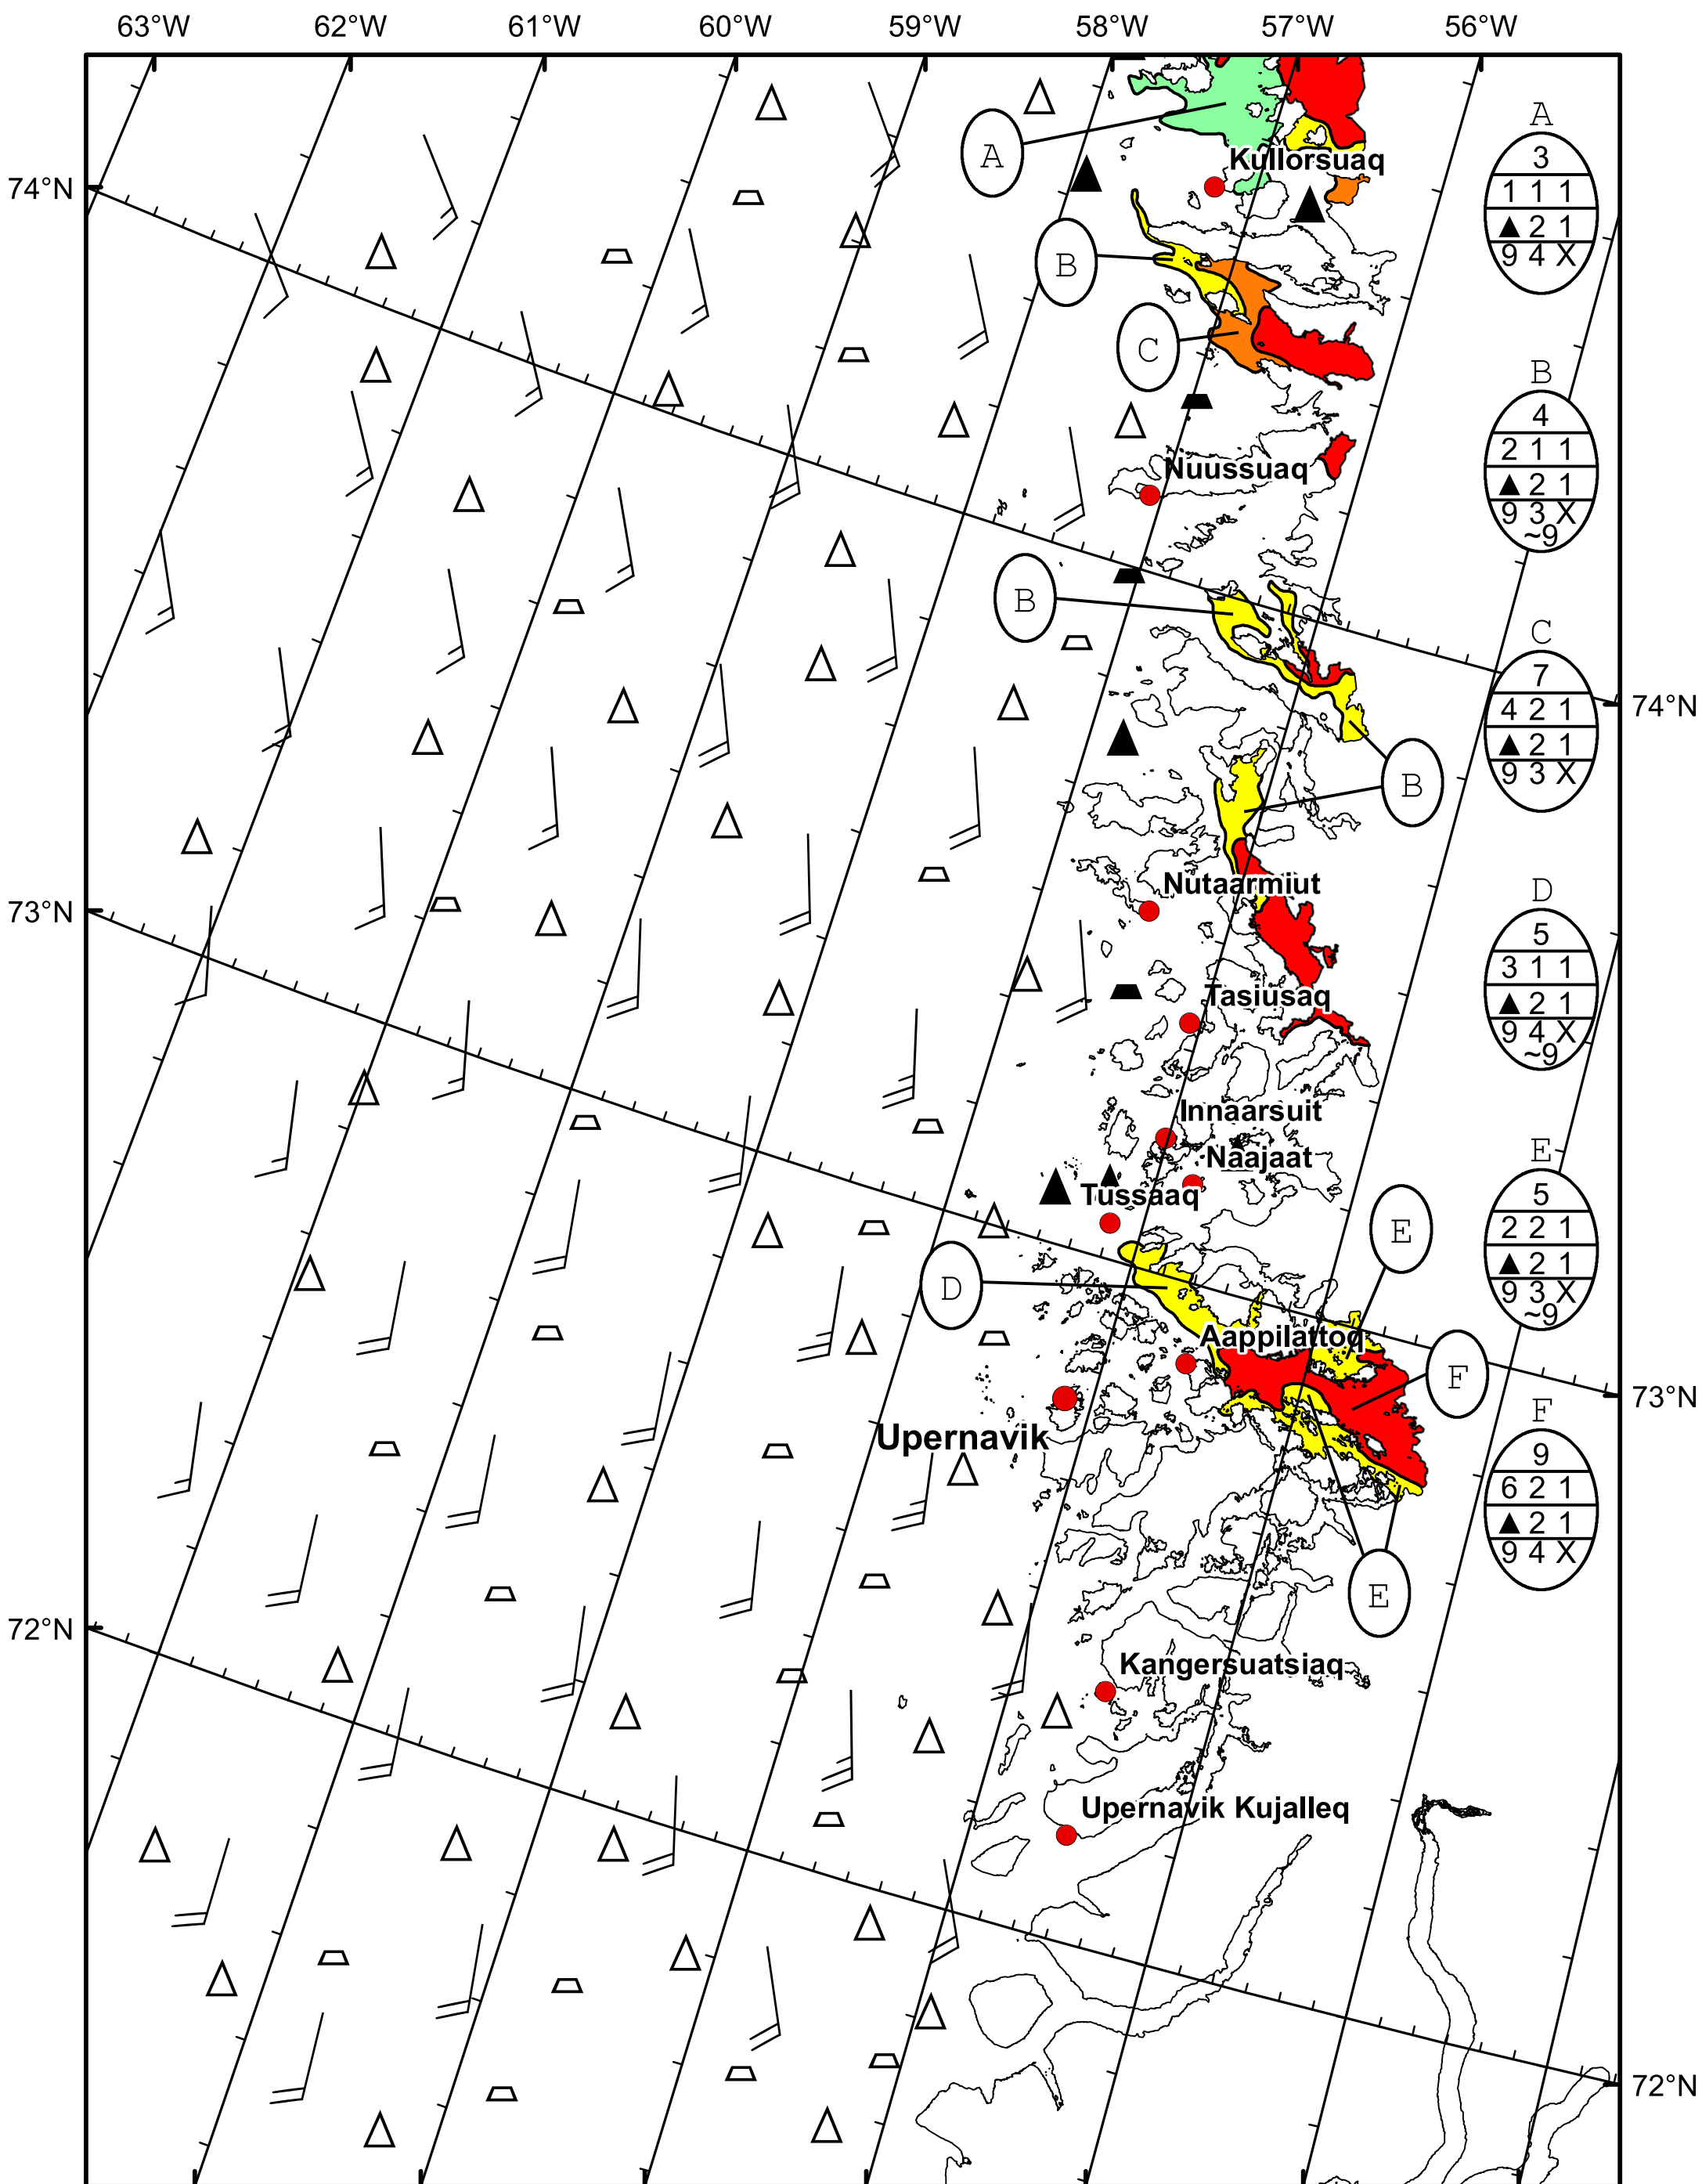 63°W 62°W 61°W 60°W 59°W 58°W 57°W 56°W
A
3
1 1 1
▲ 2 1
9 4 X
A
Kullorsuaq
74°N
B
C
B
4
2 1 1
▲ 2 1
9 3 X
~9
Nuussuaq
B
C
7
4 2 1
▲ 2 1
9 3 X
74°N
B
Nutaarmiut
73°N
D
5
3 1 1
▲ 2 1
9 4 X
~9
Tasiusaq
Innaarsuit
Naajaat
Tussaaq
E
5
2 2 1
▲ 2 1
9 3 X
~9
E
D
Aappilattoq
F
73°N
Upernavik
F
9
6 2 1
▲ 2 1
9 4 X
E
72°N
Kangersuatsiaq
Upernavik Kujalleq
72°N